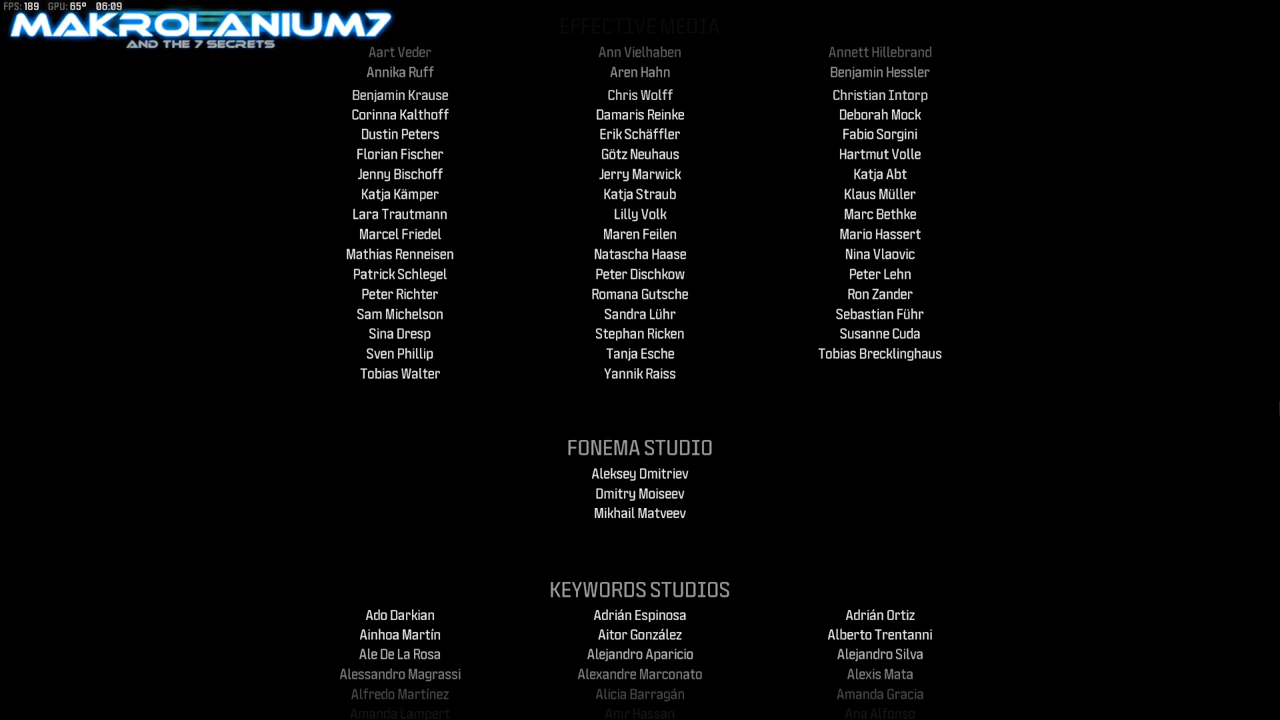 FPS: 189 GPU: 65° 06:09
MAKROLANIUM7
AND THE 7 SECRETS
EFFECTIVE MEDIA
Aart Veder Ann Vielhaben Annett Hillebrand
Annika Ruff Aren Hahn Benjamin Hessler
Benjamin Krause Chris Wolff Christian Intorp
Corinna Kalthoff Damaris Reinke Deborah Mock
Dustin Peters Erik Schäffler Fabio Sorgini
Florian Fischer Götz Neuhaus Hartmut Volle
Jenny Bischoff Jerry Marwick Katja Abt
Katja Kämper Katja Straub Klaus Müller
Lara Trautmann Lilly Volk Marc Bethke
Marcel Friedel Maren Feilen Mario Hassert
Mathias Renneisen Natascha Haase Nina Vlaovic
Patrick Schlegel Peter Dischkow Peter Lehn
Peter Richter Romana Gutsche Ron Zander
Sam Michelson Sandra Lühr Sebastian Führ
Sina Dresp Stephan Ricken Susanne Cuda
Sven Phillip Tanja Esche Tobias Brecklinghaus
Tobias Walter Yannik Raiss
FONEMA STUDIO
Aleksey Dmitriev
Dmitry Moiseev
Mikhail Matveev
KEYWORDS STUDIOS
Ado Darkian Adrián Espinosa Adrián Ortiz
Ainhoa Martín Aitor González Alberto Trentanni
Ale De La Rosa Alejandro Aparicio Alejandro Silva
Alessandro Magrassi Alexandre Marconato Alexis Mata
Alfredo Martínez Alicia Barragán Amanda Gracia
Amanda Lampert Amr Hassan Ana Alfonso